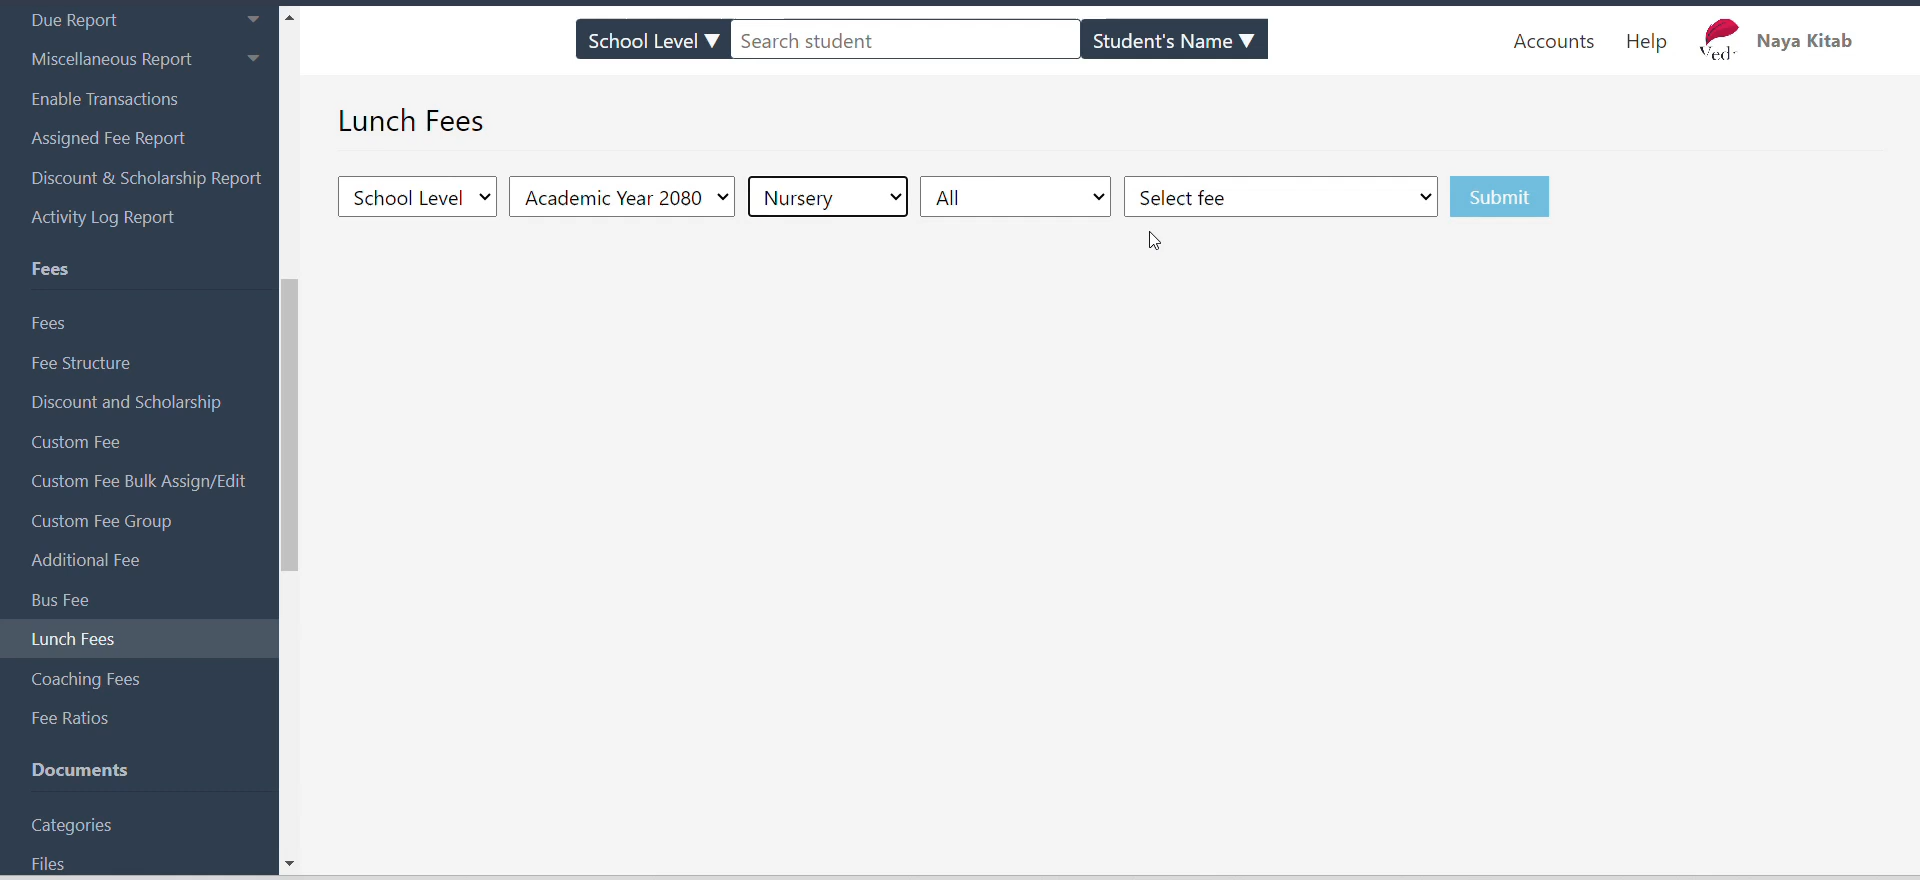 Due Report
Miscellaneous Report
Enable Transactions
Assigned Fee Report
Discount & Scholarship Report
Activity Log Report
Fees
Fees
Fee Structure
Discount and Scholarship
Custom Fee
Custom Fee Bulk Assign/Edit
Custom Fee Group
Additional Fee
Bus Fee
Lunch Fees
Coaching Fees
Fee Ratios
Documents
Categories
Files
School Level ▼ Search student Student's Name ▼
Accounts Help Naya Kitab
Lunch Fees
School Level Academic Year 2080 Nursery All Select fee Submit